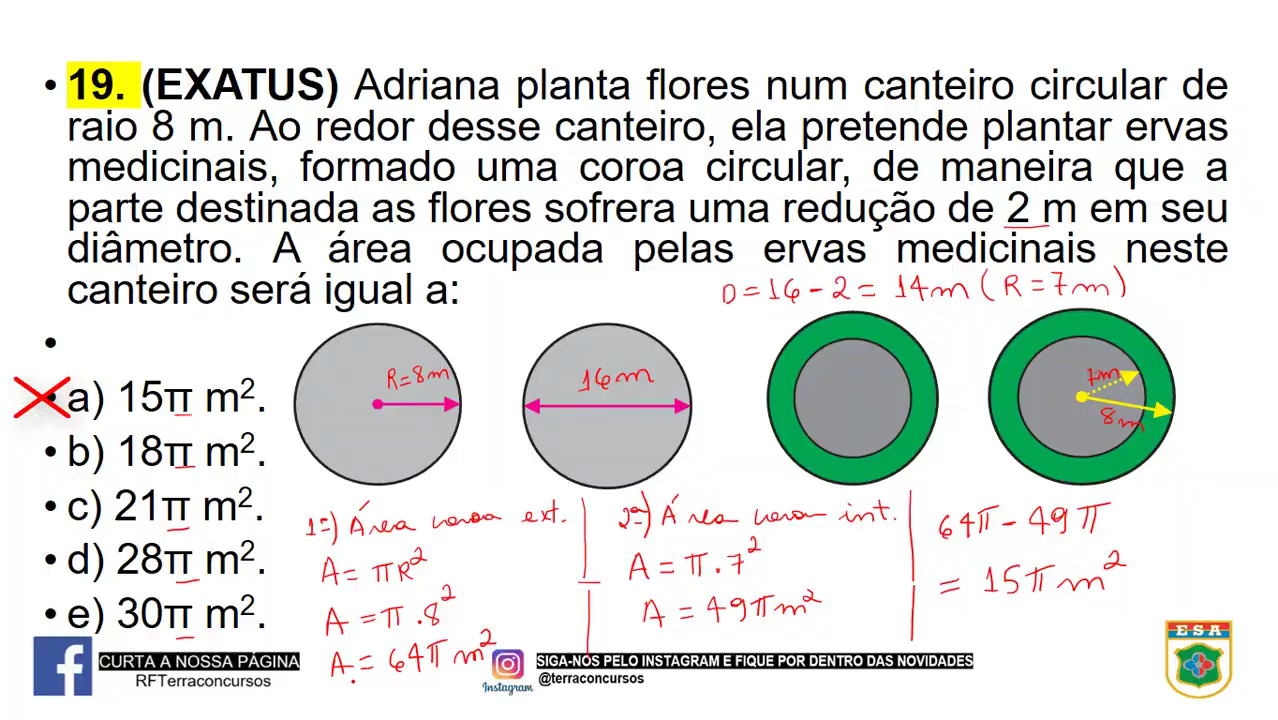 • 19. (EXATUS) Adriana planta flores num canteiro circular de
raio 8 m. Ao redor desse canteiro, ela pretende plantar ervas
medicinais, formado uma coroa circular, de maneira que a
parte destinada as flores sofrera uma redução de 2 m em seu
diâmetro. A área ocupada pelas ervas medicinais neste
canteiro será igual a:
D = 16 - 2 = 14m (R = 7m)
•
• a) 15π m².
• b) 18π m².
• c) 21π m².
• d) 28π m².
• e) 30π m².
R=8m
16m
7m
8m
1º) Área coroa ext.
A = πR²
A = π.8²
A = 64π m²
2º) Área coroa int.
A = π.7²
A = 49πm²
64π - 49π
= 15π m²
CURTA A NOSSA PÁGINA
RFTerraconcursos
Instagram
SIGA-NOS PELO INSTAGRAM E FIQUE POR DENTRO DAS NOVIDADES
@terraconcursos
ESA